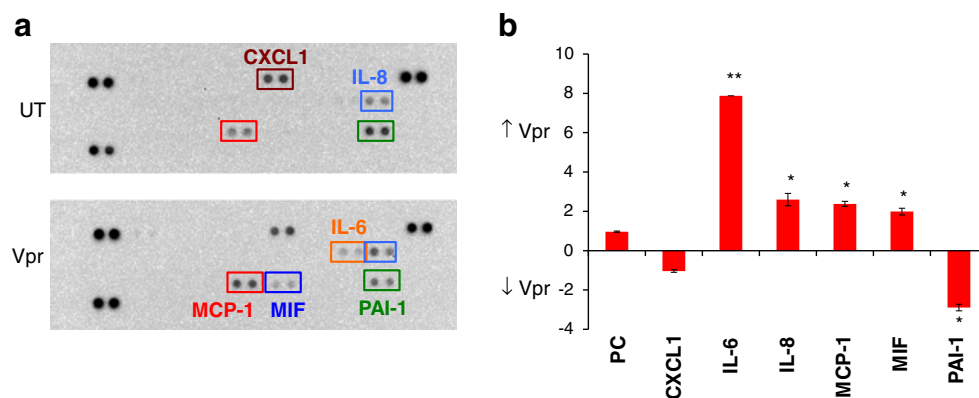 a
CXCL1
IL-8
UT
IL-6
Vpr
MCP-1
MIF
PAI-1
b
10
8
6
4
2
0
-2
-4
↑ Vpr
↓ Vpr
**
*
*
*
*
PC
CXCL1
IL-6
IL-8
MCP-1
MIF
PAI-1